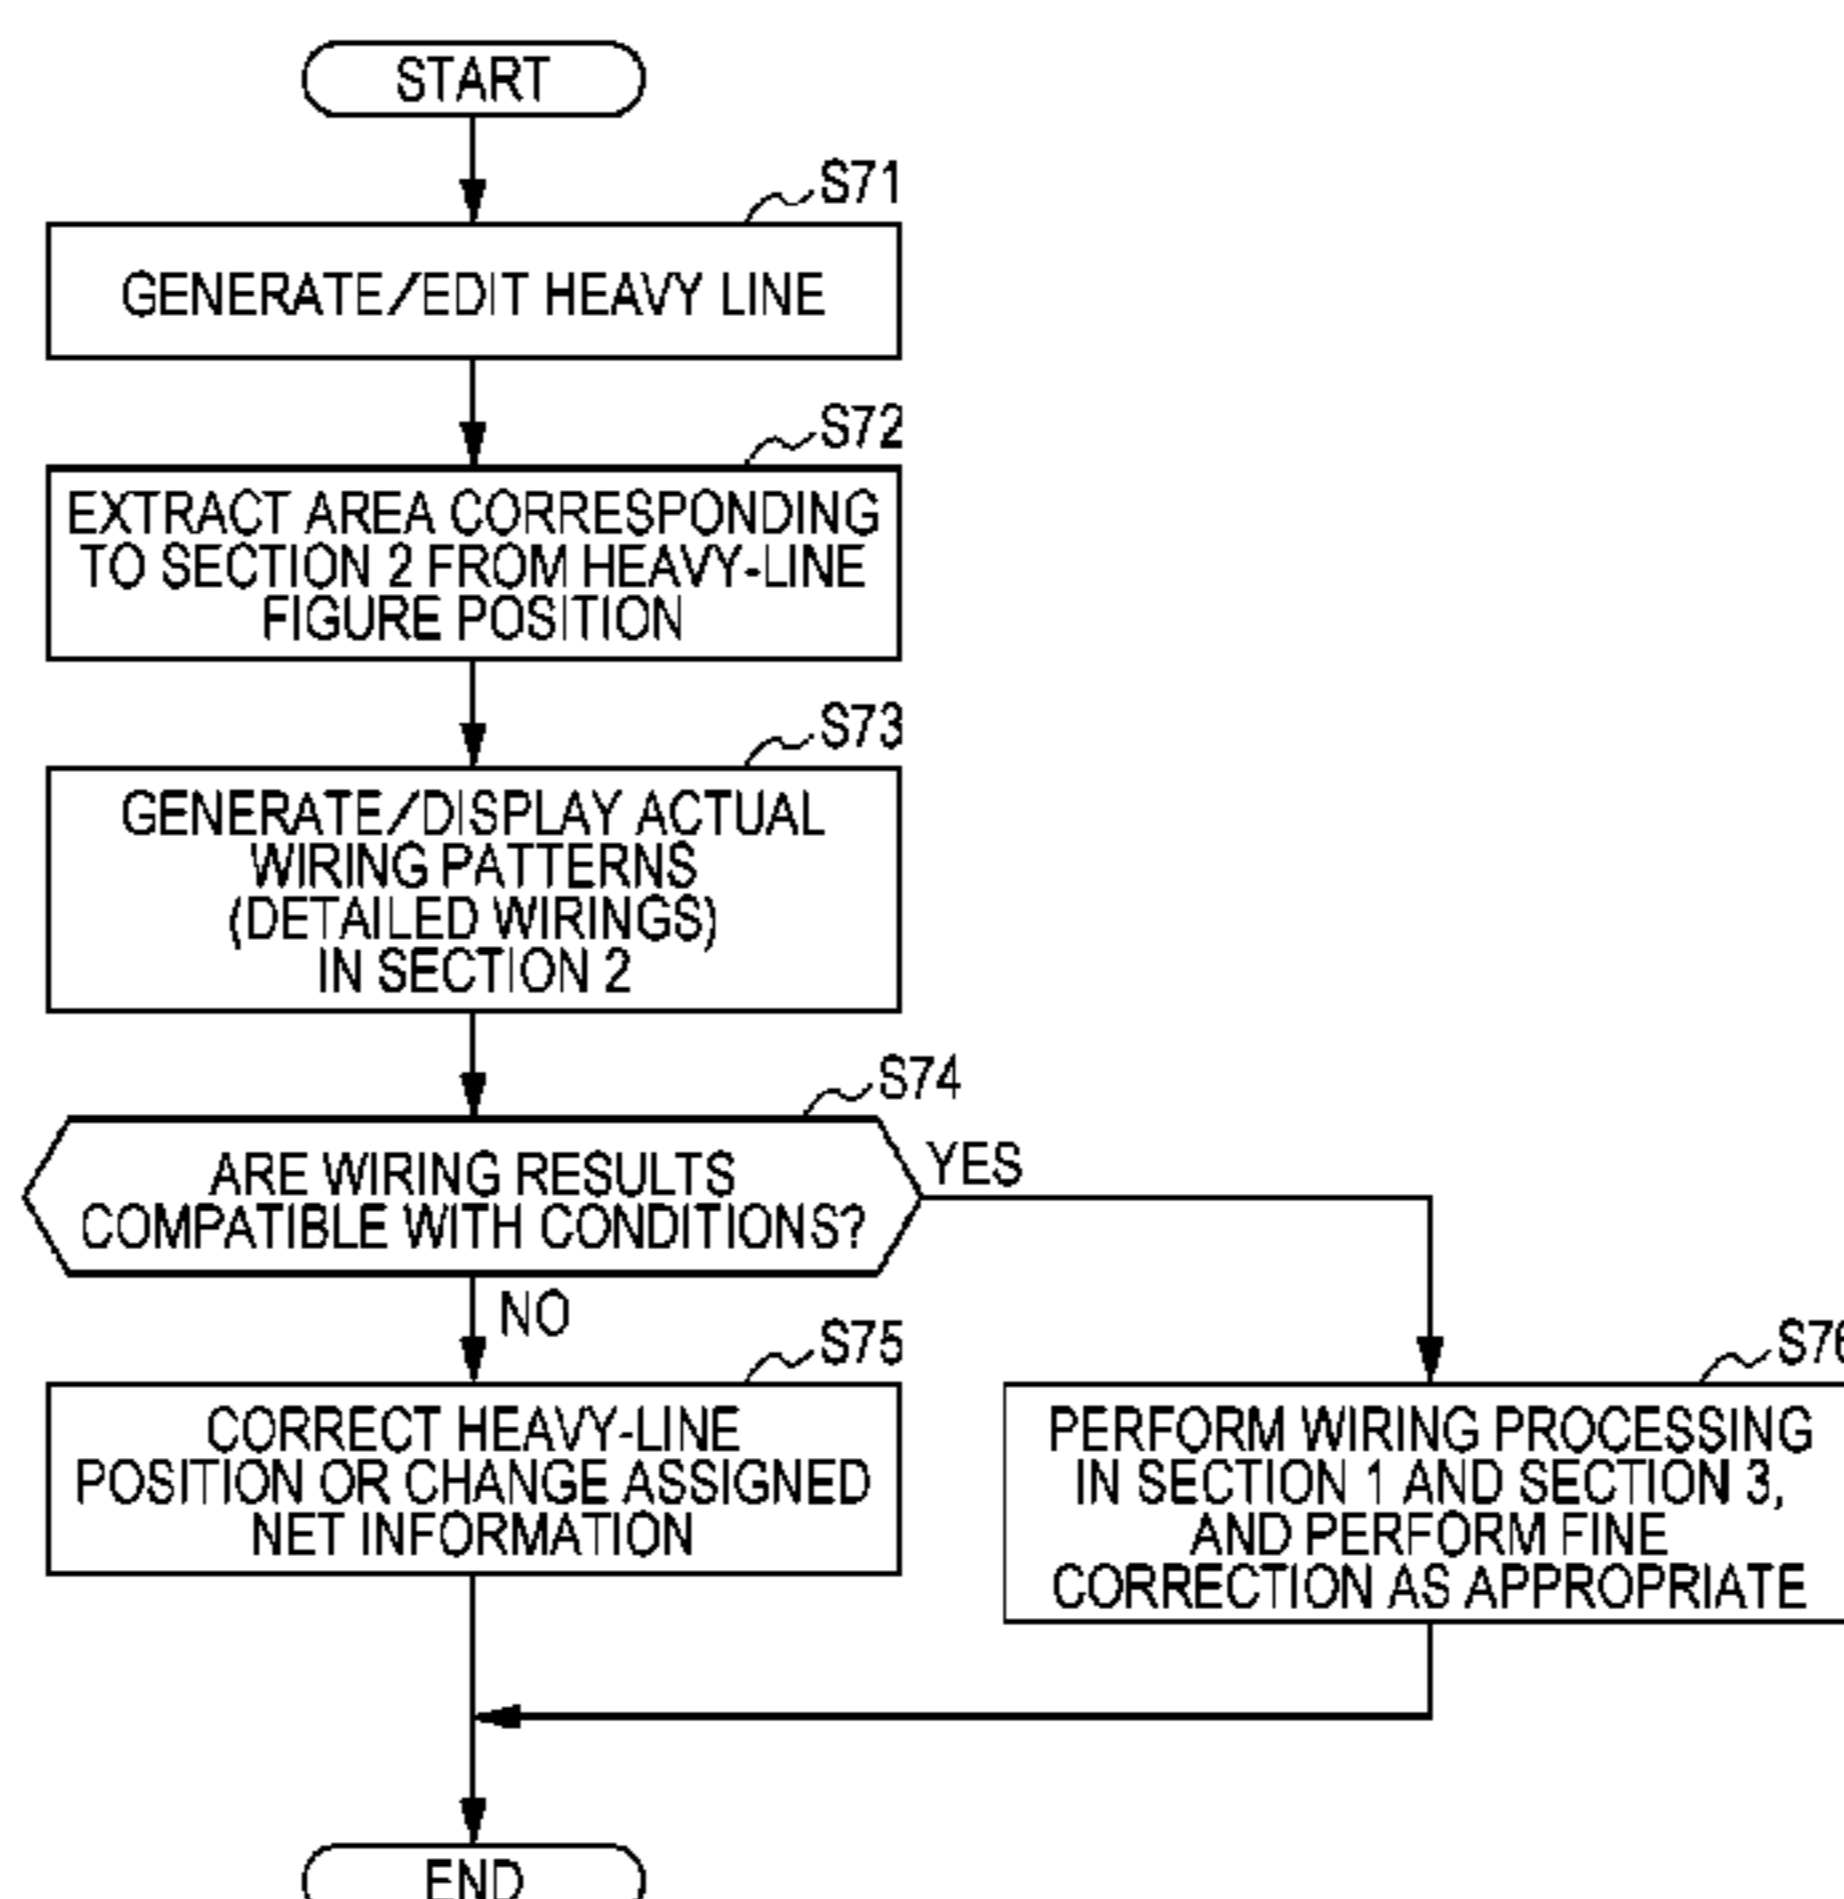 START
S71
GENERATE/EDIT HEAVY LINE
S72
EXTRACT AREA CORRESPONDING
TO SECTION 2 FROM HEAVY-LINE
FIGURE POSITION
S73
GENERATE/DISPLAY ACTUAL
WIRING PATTERNS
(DETAILED WIRINGS)
IN SECTION 2
S74
ARE WIRING RESULTS
COMPATIBLE WITH CONDITIONS?
YES
NO
S75
CORRECT HEAVY-LINE
POSITION OR CHANGE ASSIGNED
NET INFORMATION
S76
PERFORM WIRING PROCESSING
IN SECTION 1 AND SECTION 3,
AND PERFORM FINE
CORRECTION AS APPROPRIATE
END